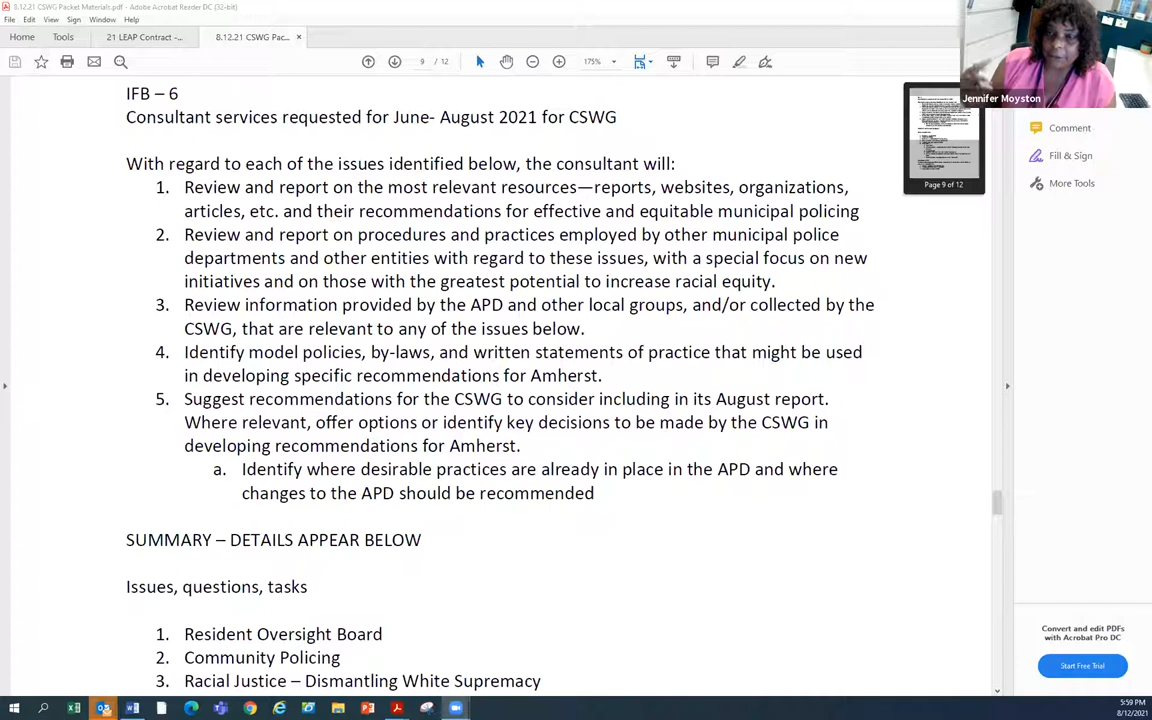 8.12.21 CSWG Packet Materials.pdf - Adobe Acrobat Reader DC (32-bit)
File Edit View Sign Window Help
Home Tools 21 LEAP Contract -... 8.12.21 CSWG Pac... ×
9 / 12 175%
Jennifer Moyston
IFB – 6
Consultant services requested for June- August 2021 for CSWG
With regard to each of the issues identified below, the consultant will:
1. Review and report on the most relevant resources—reports, websites, organizations,
articles, etc. and their recommendations for effective and equitable municipal policing
2. Review and report on procedures and practices employed by other municipal police
departments and other entities with regard to these issues, with a special focus on new
initiatives and on those with the greatest potential to increase racial equity.
3. Review information provided by the APD and other local groups, and/or collected by the
CSWG, that are relevant to any of the issues below.
4. Identify model policies, by-laws, and written statements of practice that might be used
in developing specific recommendations for Amherst.
5. Suggest recommendations for the CSWG to consider including in its August report.
Where relevant, offer options or identify key decisions to be made by the CSWG in
developing recommendations for Amherst.
a. Identify where desirable practices are already in place in the APD and where
changes to the APD should be recommended
SUMMARY – DETAILS APPEAR BELOW
Issues, questions, tasks
1. Resident Oversight Board
2. Community Policing
3. Racial Justice – Dismantling White Supremacy
Page 9 of 12
Comment
Fill & Sign
More Tools
Convert and edit PDFs
with Acrobat Pro DC
Start Free Trial
5:59 PM
8/12/2021